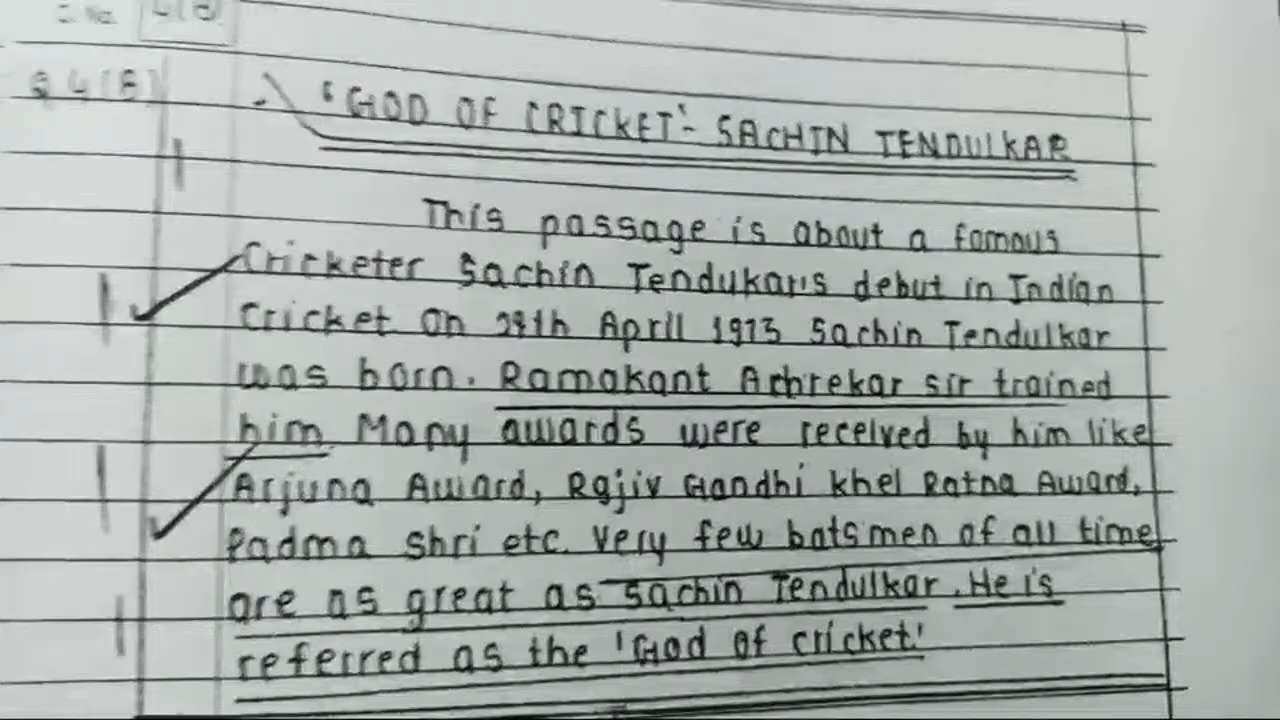 Q 4 (B)
'GOD OF CRICKET'- SACHIN TENDULKAR
This passage is about a famous
Cricketer Sachin Tendukar's debut in Indian
Cricket on 24th April 1973 Sachin Tendulkar
was born. Ramakant Achrekar sir trained
him Many awards were received by him like
Arjuna Award, Rajiv Gandhi khel Ratna Award,
Padma shri etc. Very few batsmen of all time
are as great as Sachin Tendulkar. He is
referred as the 'God of cricket.'